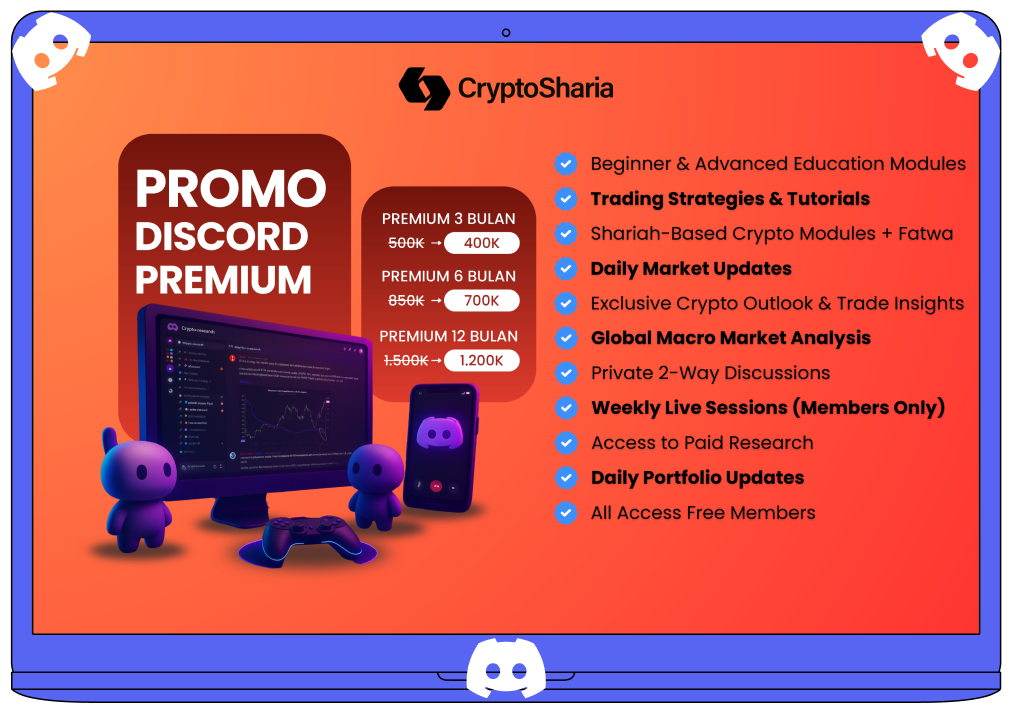 CryptoSharia
PROMO
DISCORD
PREMIUM
PREMIUM 3 BULAN
500K → 400K
PREMIUM 6 BULAN
850K → 700K
PREMIUM 12 BULAN
1.500K → 1.200K
Crypto research
Beginner & Advanced Education Modules
Trading Strategies & Tutorials
Shariah-Based Crypto Modules + Fatwa
Daily Market Updates
Exclusive Crypto Outlook & Trade Insights
Global Macro Market Analysis
Private 2-Way Discussions
Weekly Live Sessions (Members Only)
Access to Paid Research
Daily Portfolio Updates
All Access Free Members